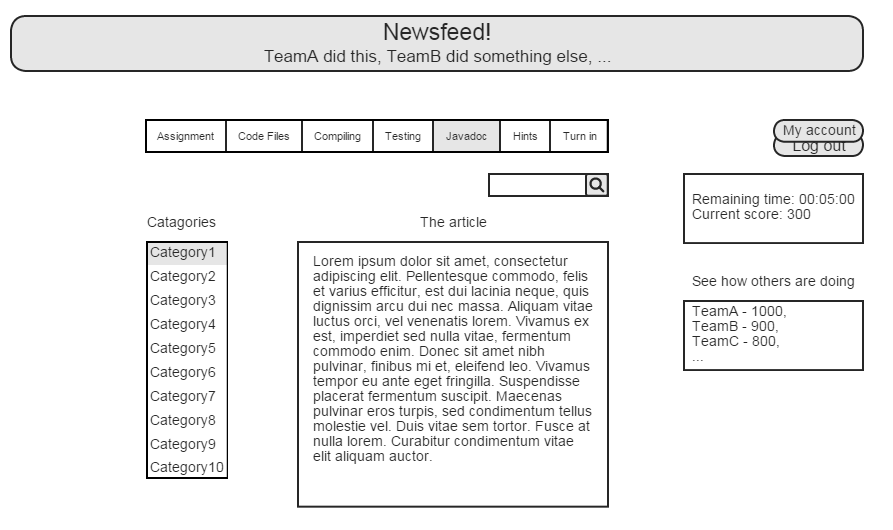 Newsfeed!
TeamA did this, TeamB did something else, ...
Assignment Code Files Compiling Testing Javadoc Hints Turn in
My account
Log out
Remaining time: 00:05:00
Current score: 300
Catagories
Category1
Category2
Category3
Category4
Category5
Category6
Category7
Category8
Category9
Category10
The article
Lorem ipsum dolor sit amet, consectetur
adipiscing elit. Pellentesque commodo, felis
et varius efficitur, est dui lacinia neque, quis
dignissim arcu dui nec massa. Aliquam vitae
luctus orci, vel venenatis lorem. Vivamus ex
est, imperdiet sed nulla vitae, fermentum
commodo enim. Donec sit amet nibh
pulvinar, finibus mi et, eleifend leo. Vivamus
tempor eu ante eget fringilla. Suspendisse
placerat fermentum suscipit. Maecenas
pulvinar eros turpis, sed condimentum tellus
molestie vel. Duis vitae sem tortor. Fusce at
nulla lorem. Curabitur condimentum vitae
elit aliquam auctor.
See how others are doing
TeamA - 1000,
TeamB - 900,
TeamC - 800,
...